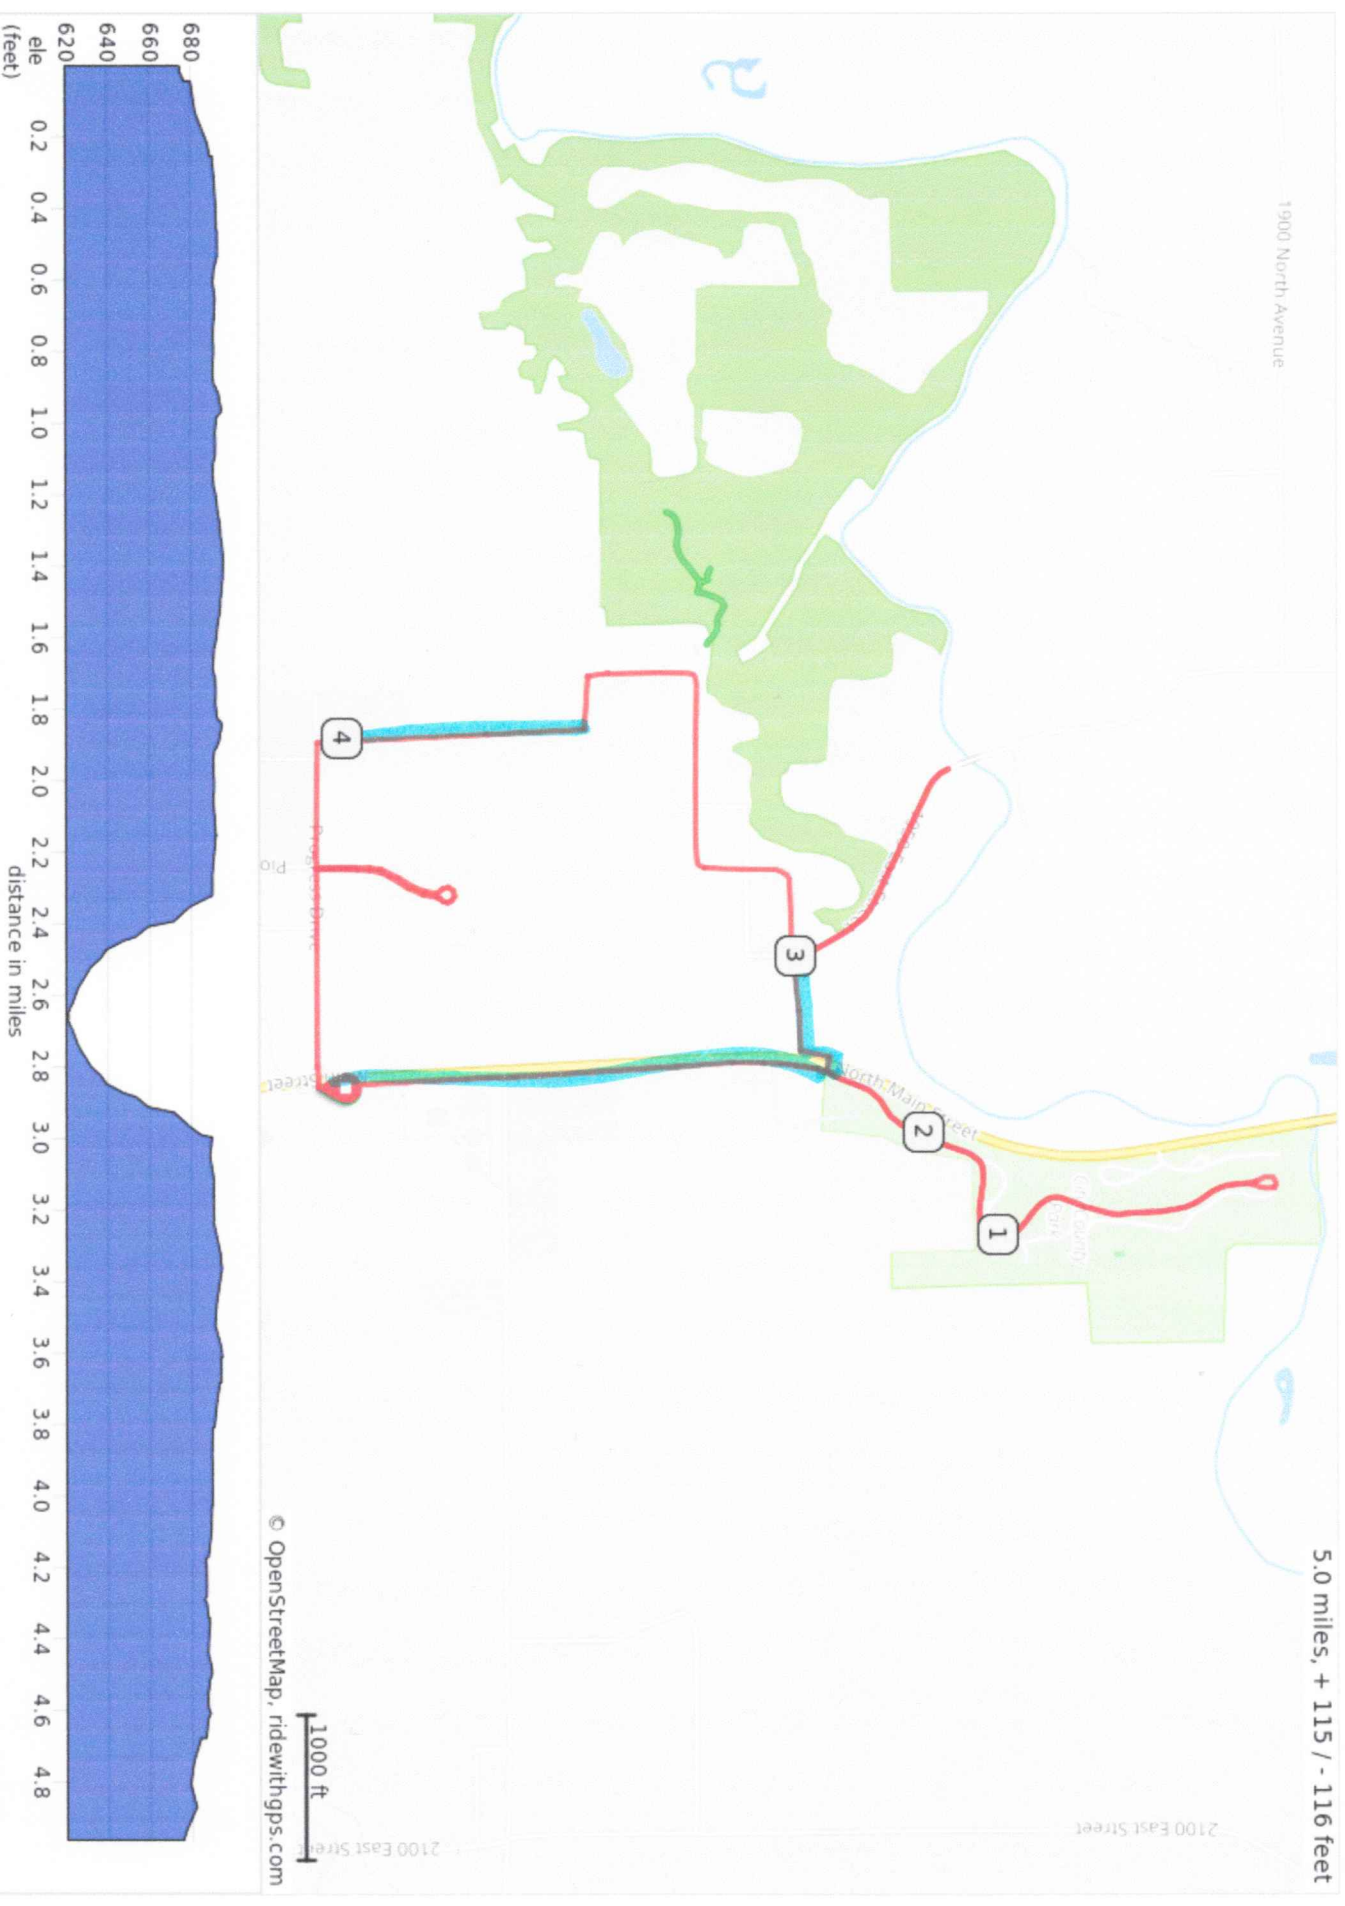 5.0 miles, + 115 / - 116 feet
1900 North Avenue
2100 East Street
North Main Street
1
2
3
4
Progress Drive
Street
2100 East Street
1000 ft
© OpenStreetMap, ridewithgps.com
680
660
640
620
ele
(feet)
0.2 0.4 0.6 0.8 1.0 1.2 1.4 1.6 1.8 2.0 2.2 2.4 2.6 2.8 3.0 3.2 3.4 3.6 3.8 4.0 4.2 4.4 4.6 4.8
distance in miles